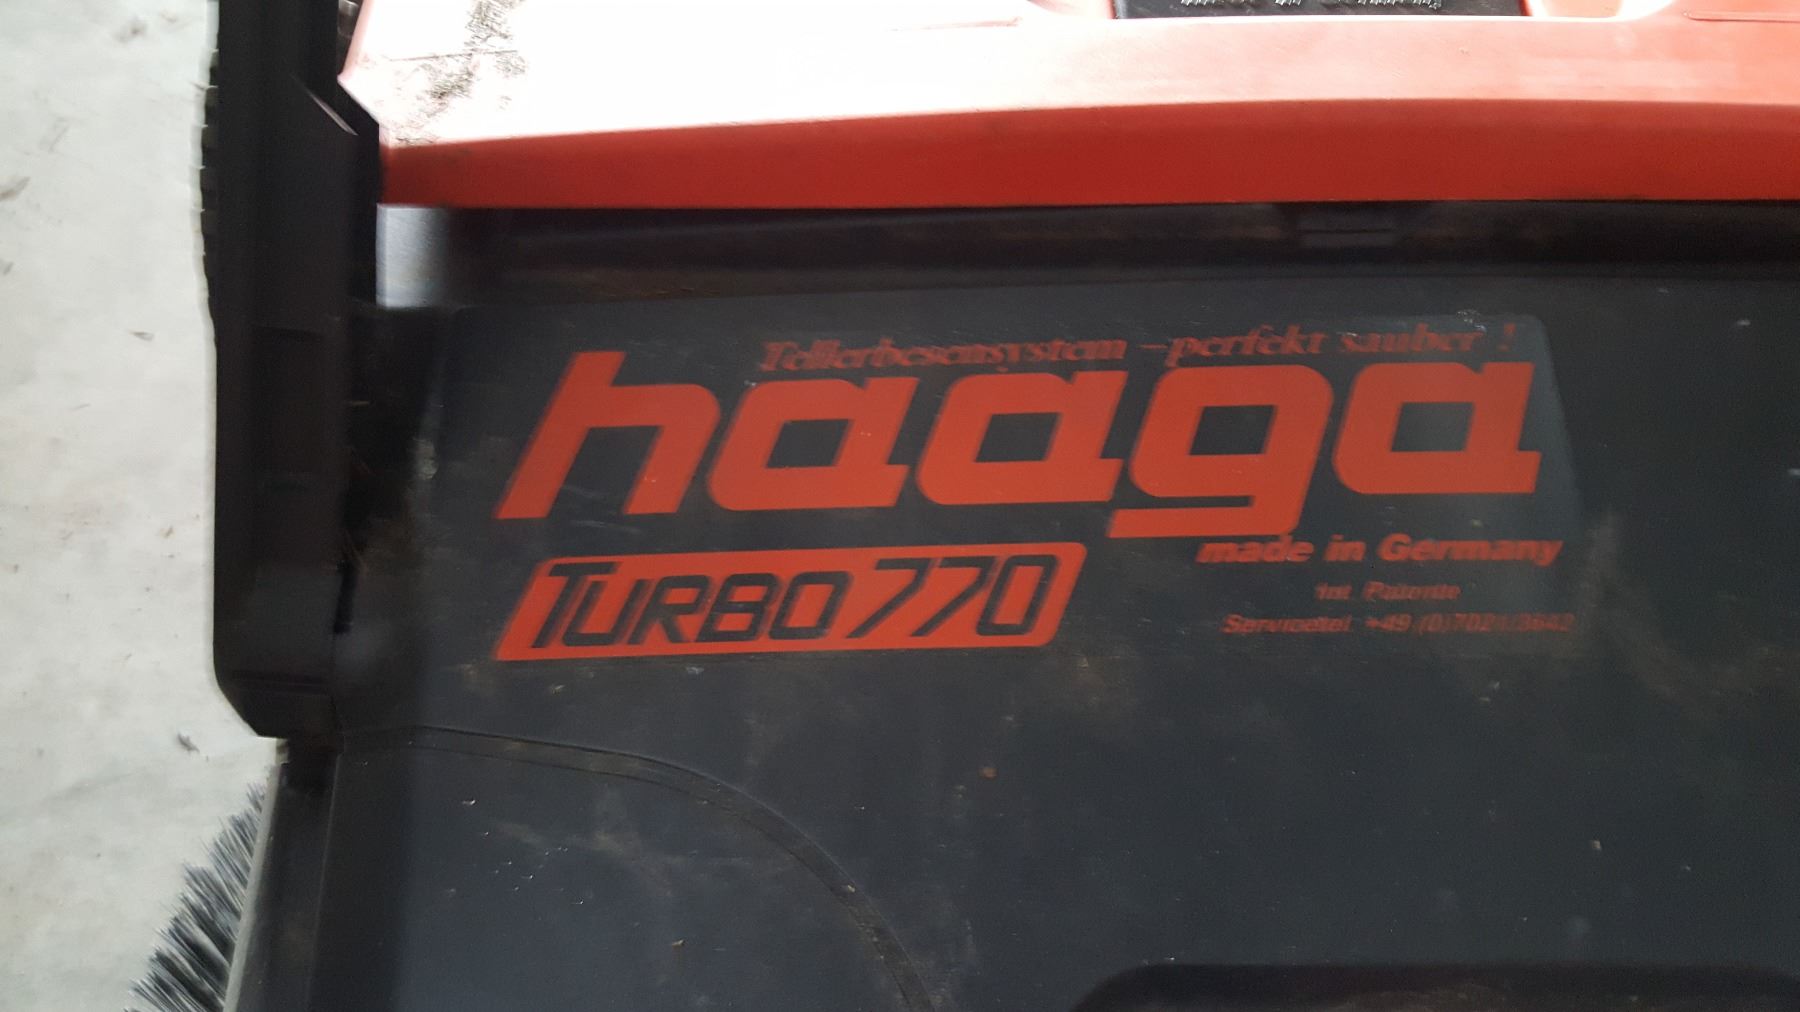 Tellerbesensystem - perfekt sauber !
haaga
TURBO 770
made in Germany
Int. Patente
Servicetel. +49 (0)7021/3642